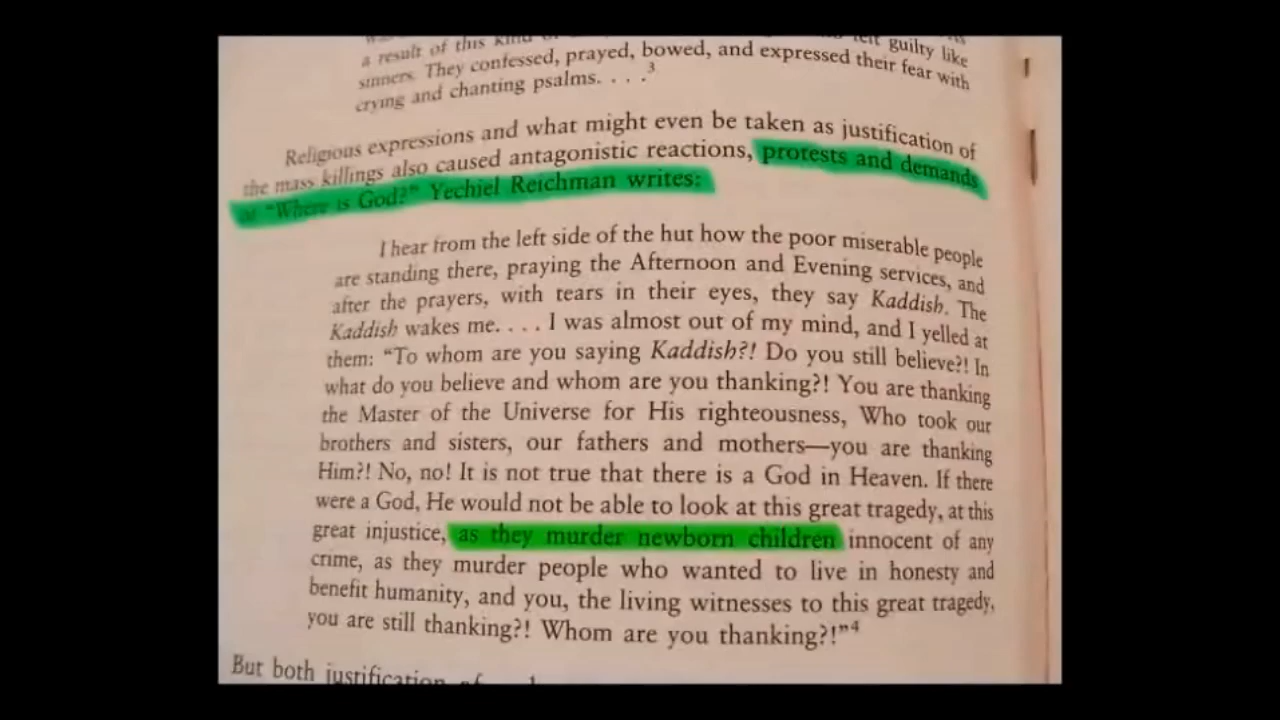 a result of this kind
felt guilty like
sinners. They confessed, prayed, bowed, and expressed their fear with
crying and chanting psalms. . . .3
Religious expressions and what might even be taken as justification of
the mass killings also caused antagonistic reactions, protests and demands
"Where is God?" Yechiel Reichman writes:
I hear from the left side of the hut how the poor miserable people
are standing there, praying the Afternoon and Evening services, and
after the prayers, with tears in their eyes, they say Kaddish. The
Kaddish wakes me. . . . I was almost out of my mind, and I yelled at
them: "To whom are you saying Kaddish?! Do you still believe?! In
what do you believe and whom are you thanking?! You are thanking
the Master of the Universe for His righteousness, Who took our
brothers and sisters, our fathers and mothers—you are thanking
Him?! No, no! It is not true that there is a God in Heaven. If there
were a God, He would not be able to look at this great tragedy, at this
great injustice, as they murder newborn children innocent of any
crime, as they murder people who wanted to live in honesty and
benefit humanity, and you, the living witnesses to this great tragedy,
you are still thanking?! Whom are you thanking?!"4
But both justification of